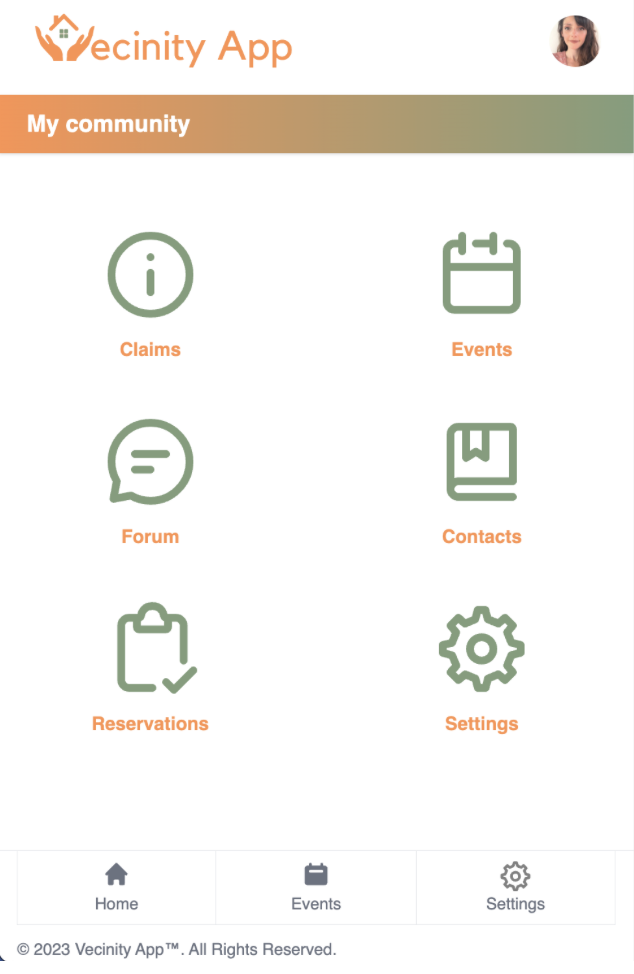 Vecinity App
My community
Claims
Events
Forum
Contacts
Reservations
Settings
Home
Events
Settings
© 2023 Vecinity App™. All Rights Reserved.